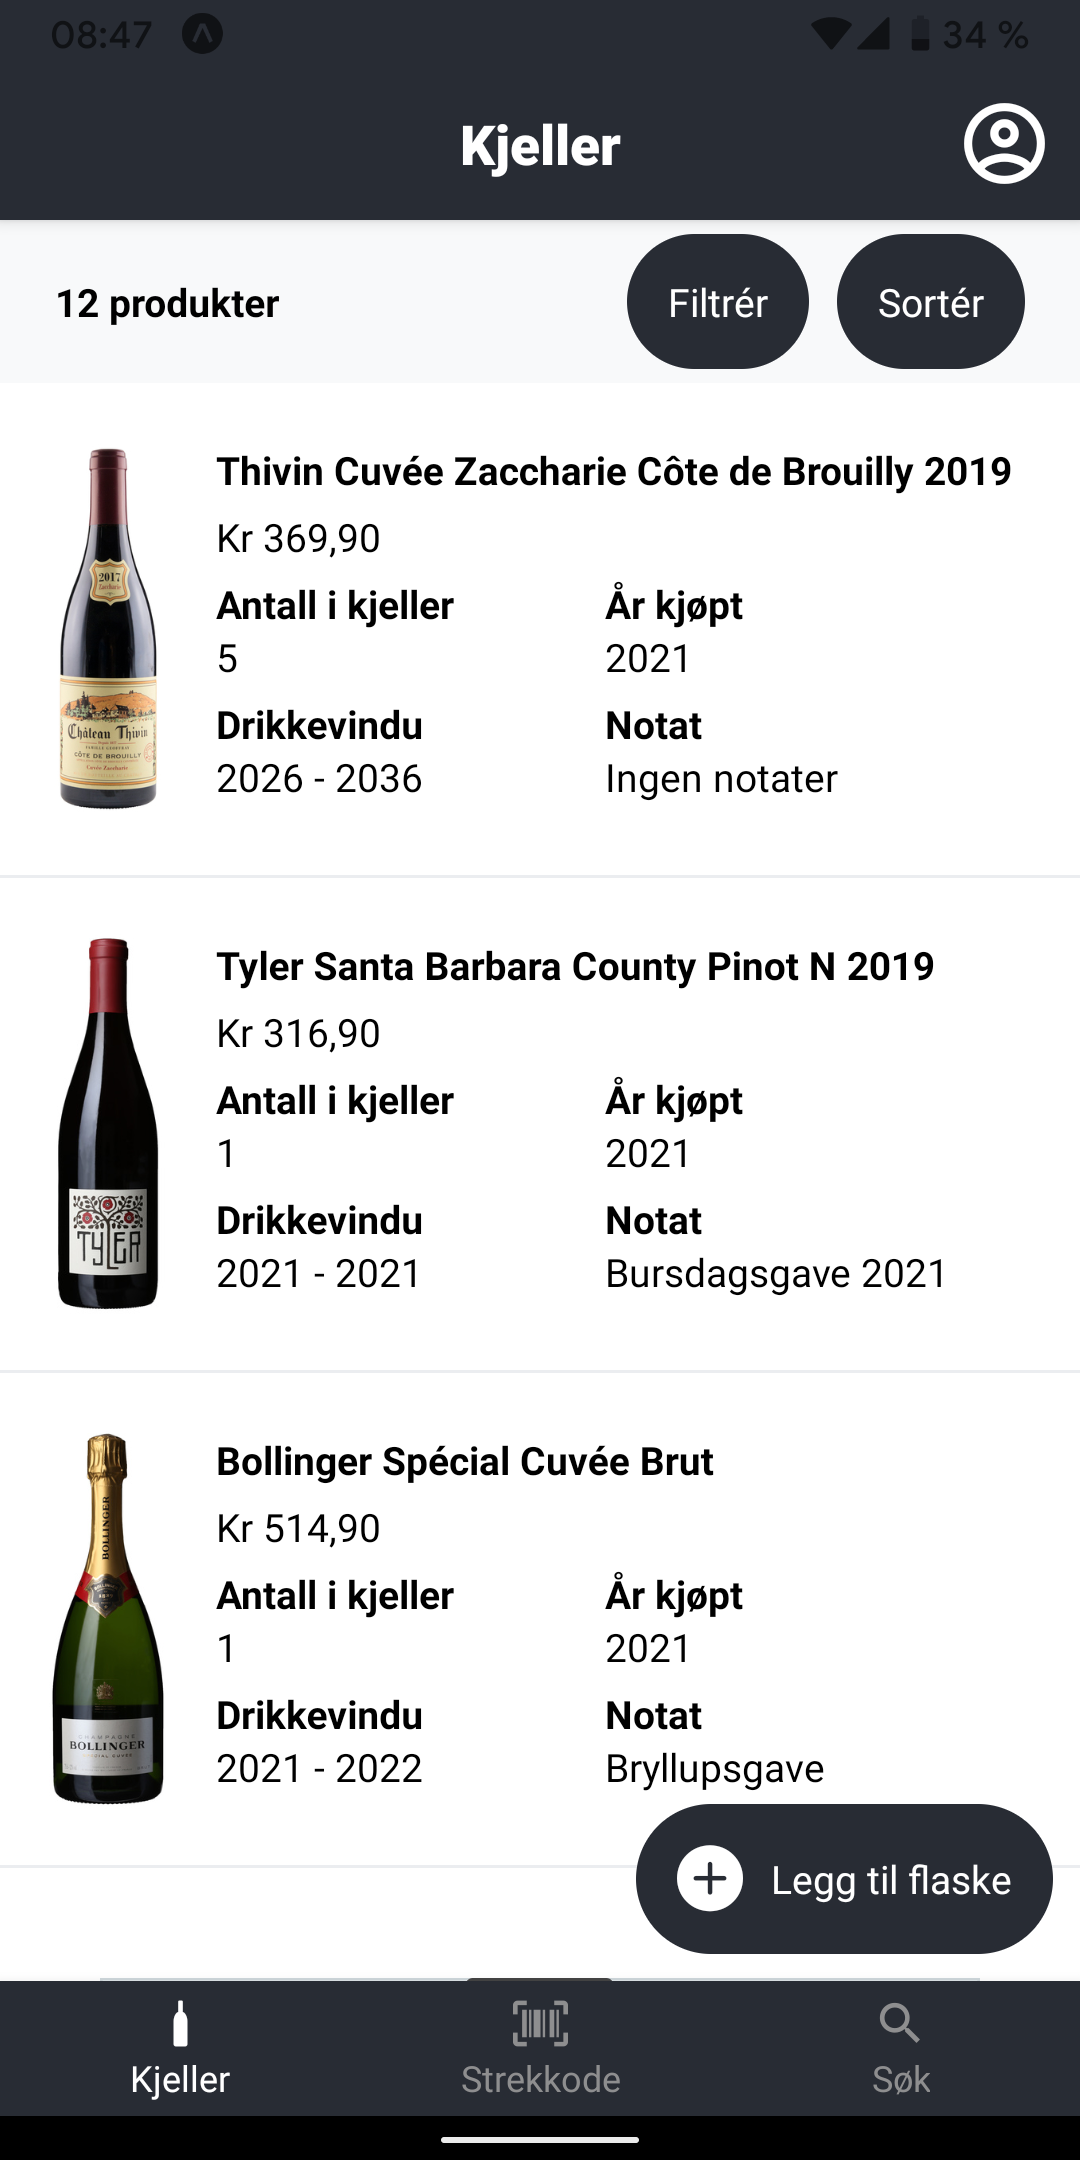 08:47
34 %
Kjeller
12 produkter
Filtrér
Sortér
Thivin Cuvée Zaccharie Côte de Brouilly 2019
Kr 369,90
Antall i kjeller
År kjøpt
5
2021
Drikkevindu
Notat
2026 - 2036
Ingen notater
2017
Zaccharie
Château Thivin
CÔTE DE BROUILLY
Cuvée Zaccharie
Tyler Santa Barbara County Pinot N 2019
Kr 316,90
Antall i kjeller
År kjøpt
1
2021
Drikkevindu
Notat
2021 - 2021
Bursdagsgave 2021
TYLER
Bollinger Spécial Cuvée Brut
Kr 514,90
Antall i kjeller
År kjøpt
1
2021
Drikkevindu
Notat
2021 - 2022
Bryllupsgave
BOLLINGER
CHAMPAGNE
BOLLINGER
Legg til flaske
Kjeller
Strekkode
Søk